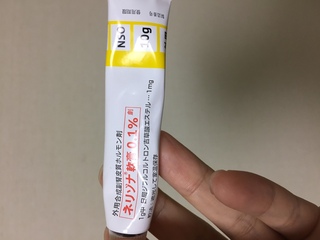 NSO
10g
外用合成副腎皮質ホルモン剤
ネリゾナ軟膏0.1%
1g中 日局ジフルコルトロン吉草酸エステル…1mg